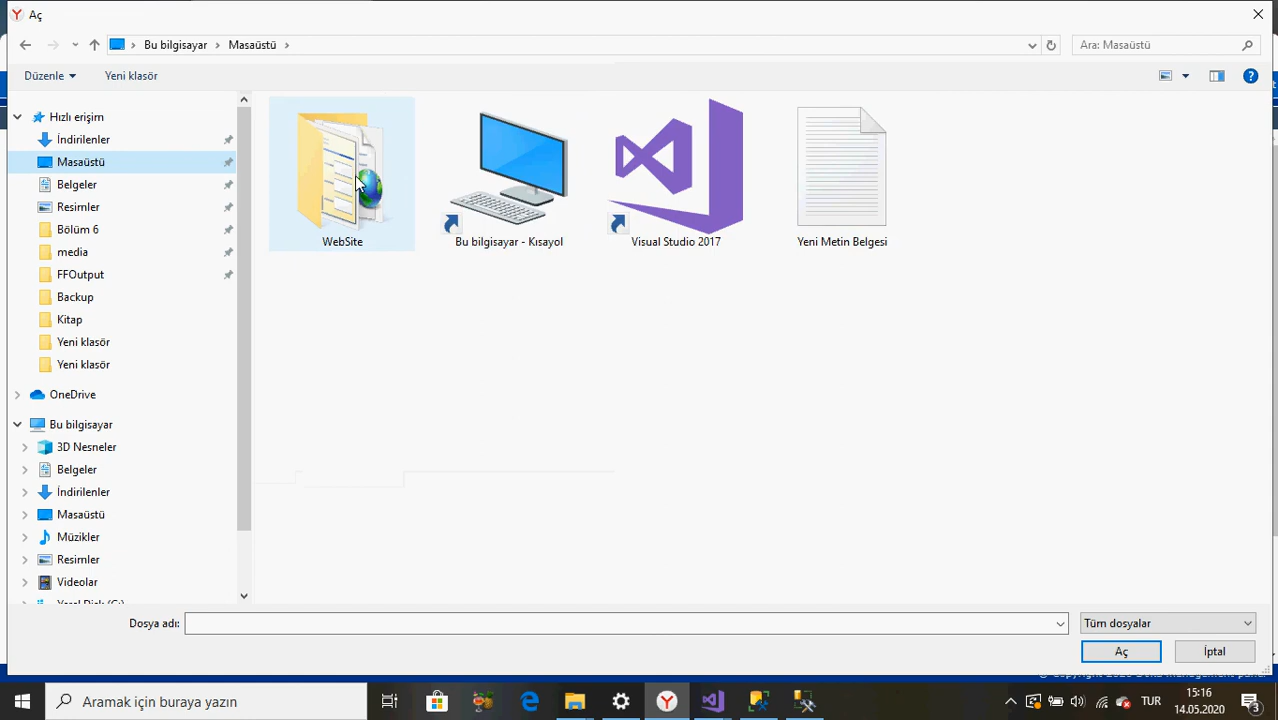 Aç
Bu bilgisayar
Masaüstü
Ara: Masaüstü
Düzenle
Yeni klasör
Hızlı erişim
İndirilenler
Masaüstü
Belgeler
Resimler
Bölüm 6
media
FFOutput
Backup
Kitap
Yeni klasör
Yeni klasör
OneDrive
Bu bilgisayar
3D Nesneler
Belgeler
İndirilenler
Masaüstü
Müzikler
Resimler
Videolar
WebSite
Bu bilgisayar - Kısayol
Visual Studio 2017
Yeni Metin Belgesi
Dosya adı:
Tüm dosyalar
Aç
İptal
Aramak için buraya yazın
TUR
15:16
14.05.2020
3